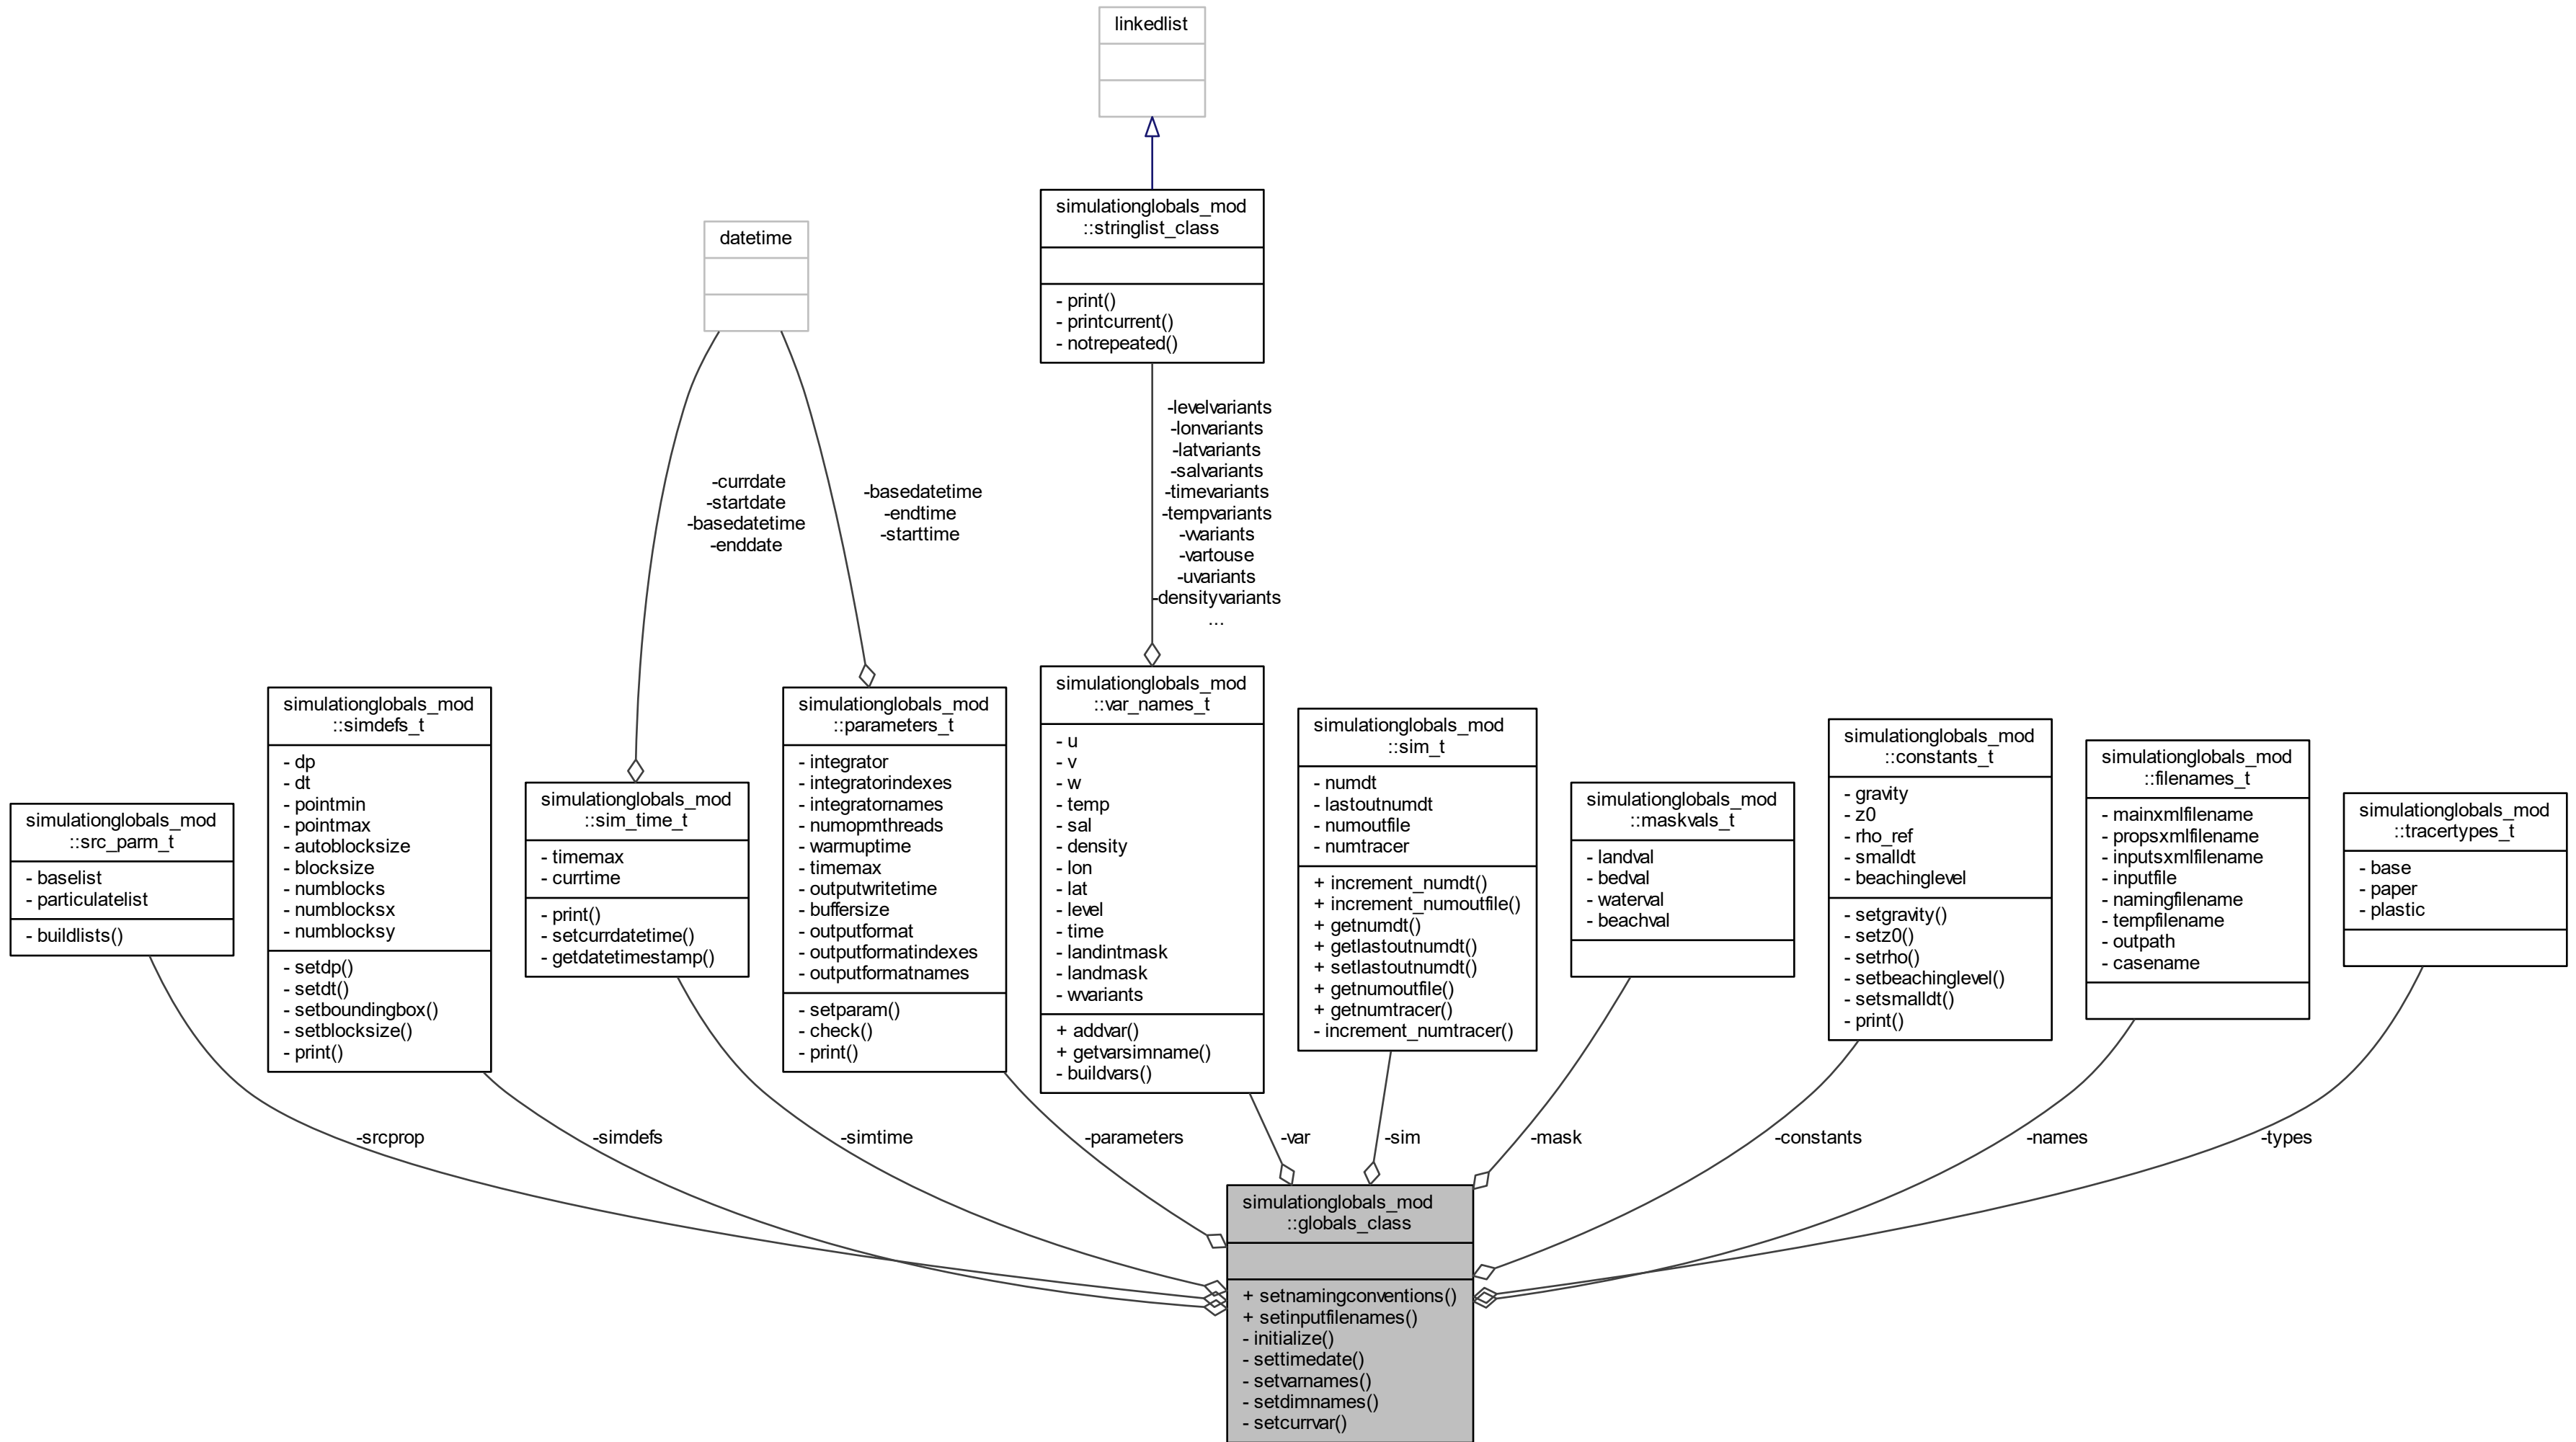 linkedlist
simulationglobals_mod
::stringlist_class
- print()
- printcurrent()
- notrepeated()
datetime
-levelvariants
-lonvariants
-latvariants
-salvariants
-timevariants
-tempvariants
-wariants
-vartouse
-uvariants
-densityvariants
...
-currdate
-startdate
-basedatetime
-enddate
-basedatetime
-endtime
-starttime
simulationglobals_mod
::src_parm_t
- baselist
- particulatelist
- buildlists()
simulationglobals_mod
::simdefs_t
- dp
- dt
- pointmin
- pointmax
- autoblocksize
- blocksize
- numblocks
- numblocksx
- numblocksy
- setdp()
- setdt()
- setboundingbox()
- setblocksize()
- print()
simulationglobals_mod
::sim_time_t
- timemax
- currtime
- print()
- setcurrdatetime()
- getdatetimestamp()
simulationglobals_mod
::parameters_t
- integrator
- integratorindexes
- integratornames
- numopmthreads
- warmuptime
- timemax
- outputwritetime
- buffersize
- outputformat
- outputformatindexes
- outputformatnames
- setparam()
- check()
- print()
simulationglobals_mod
::var_names_t
- u
- v
- w
- temp
- sal
- density
- lon
- lat
- level
- time
- landintmask
- landmask
- wvariants
+ addvar()
+ getvarsimname()
- buildvars()
simulationglobals_mod
::sim_t
- numdt
- lastoutnumdt
- numoutfile
- numtracer
+ increment_numdt()
+ increment_numoutfile()
+ getnumdt()
+ getlastoutnumdt()
+ setlastoutnumdt()
+ getnumoutfile()
+ getnumtracer()
- increment_numtracer()
simulationglobals_mod
::maskvals_t
- landval
- bedval
- waterval
- beachval
simulationglobals_mod
::constants_t
- gravity
- z0
- rho_ref
- smalldt
- beachinglevel
- setgravity()
- setz0()
- setrho()
- setbeachinglevel()
- setsmalldt()
- print()
simulationglobals_mod
::filenames_t
- mainxmlfilename
- propsxmlfilename
- inputsxmlfilename
- inputfile
- namingfilename
- tempfilename
- outpath
- casename
simulationglobals_mod
::tracertypes_t
- base
- paper
- plastic
-srcprop
-simdefs
-simtime
-parameters
-var
-sim
-mask
-constants
-names
-types
simulationglobals_mod
::globals_class
+ setnamingconventions()
+ setinputfilenames()
- initialize()
- settimedate()
- setvarnames()
- setdimnames()
- setcurrvar()